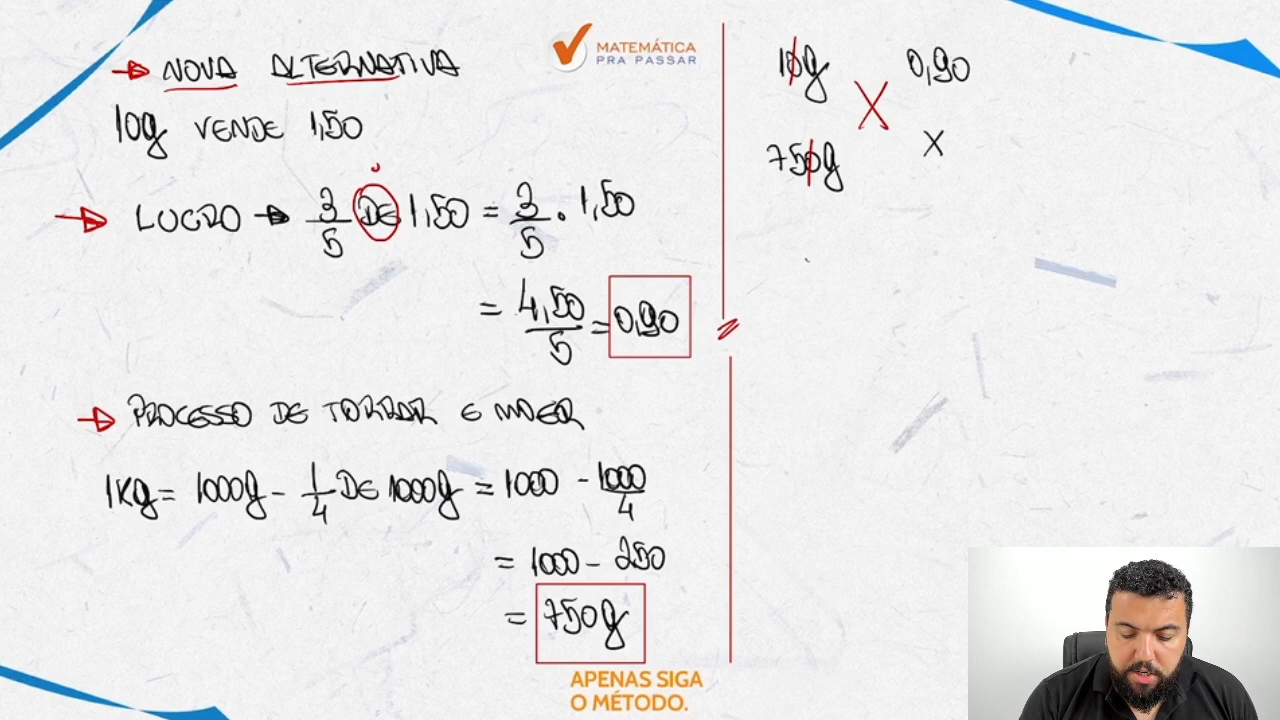 → NOVA ALTERNATIVA
10g VENDE 1,50
→ LUCRO → 3/5 DE 1,50 = 3/5 . 1,50
= 4,50/5 = 0,90
→ PROCESSO DE TORRAR E MOER
1Kg = 1000g - 1/4 DE 1000g = 1000 - 1000/4
= 1000 - 250
= 750g
MATEMÁTICA
PRA PASSAR
10g 0,90
X
750g x
APENAS SIGA
O MÉTODO.